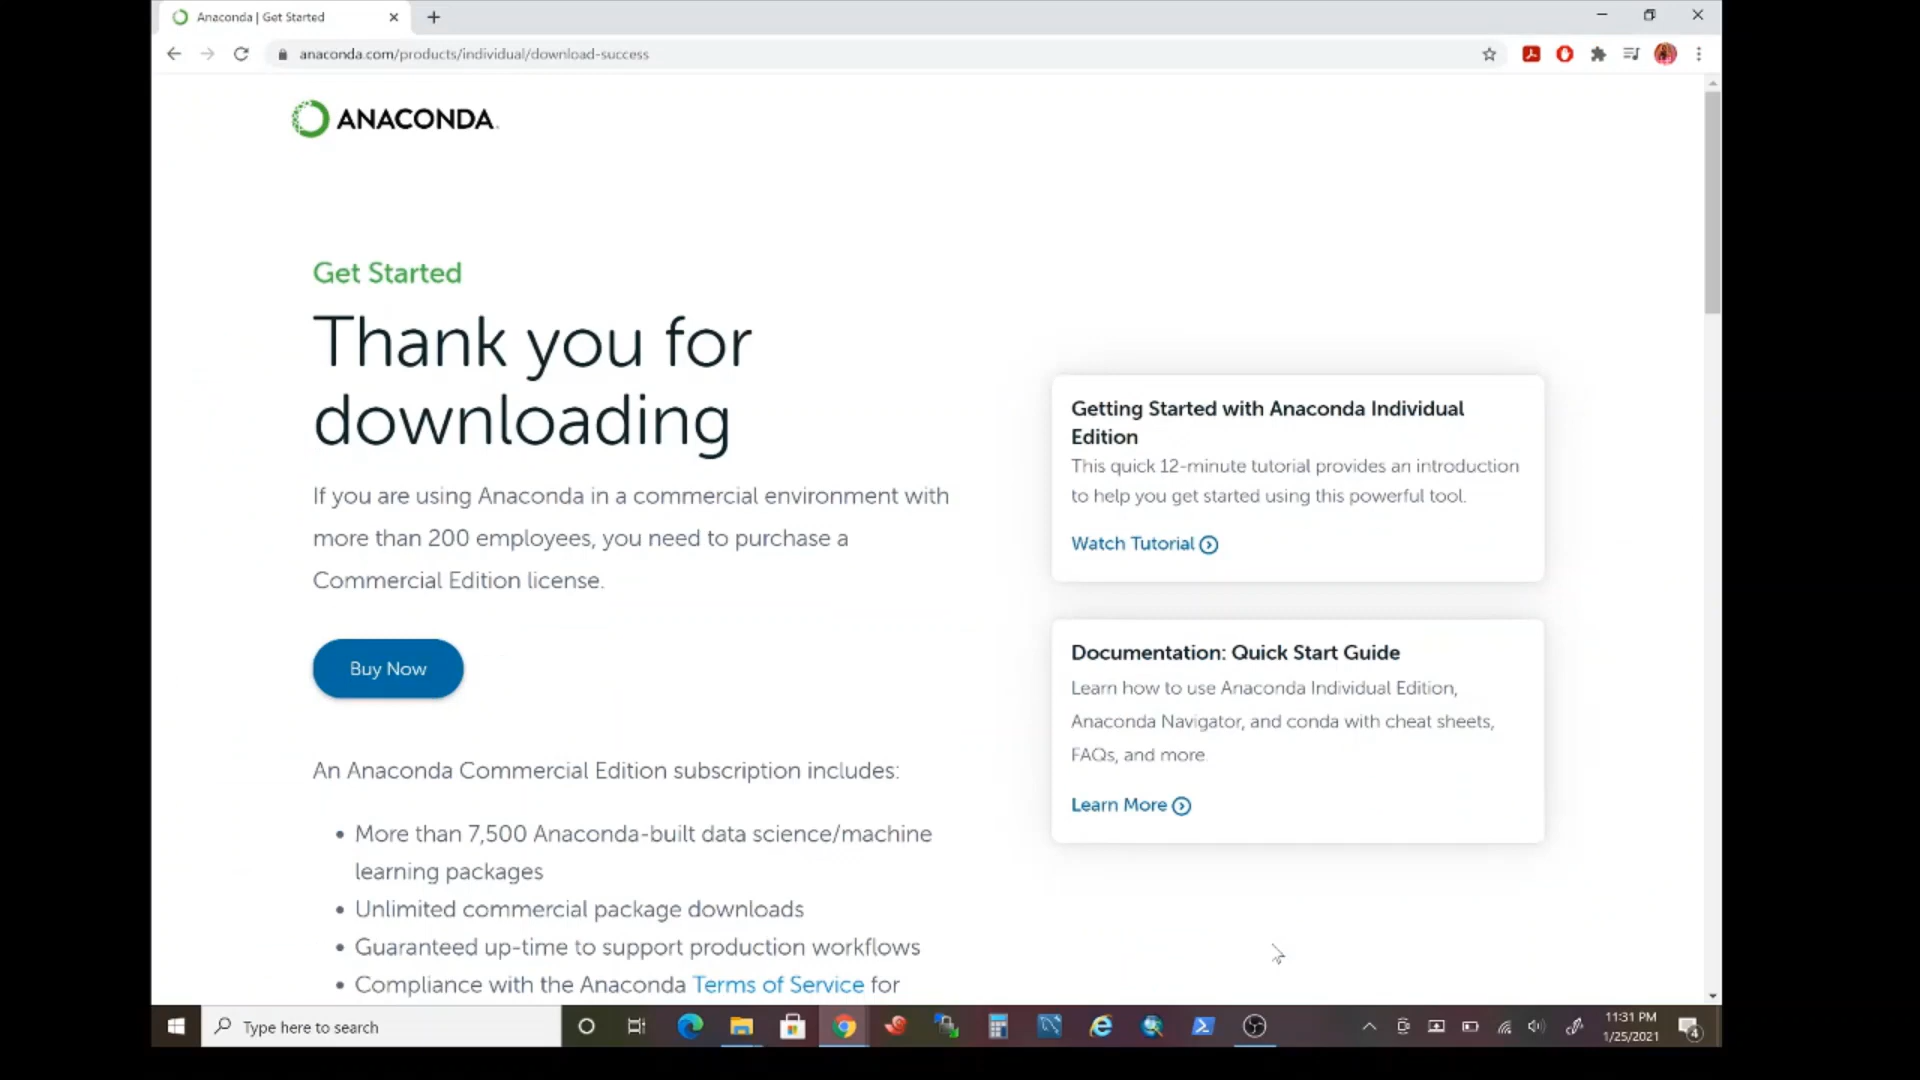 Anaconda | Get Started
anaconda.com/products/individual/download-success
ANACONDA.
Get Started
Thank you for
downloading
If you are using Anaconda in a commercial environment with
more than 200 employees, you need to purchase a
Commercial Edition license.
Buy Now
An Anaconda Commercial Edition subscription includes:
• More than 7,500 Anaconda-built data science/machine
learning packages
• Unlimited commercial package downloads
• Guaranteed up-time to support production workflows
• Compliance with the Anaconda Terms of Service for
Getting Started with Anaconda Individual
Edition
This quick 12-minute tutorial provides an introduction
to help you get started using this powerful tool.
Watch Tutorial
Documentation: Quick Start Guide
Learn how to use Anaconda Individual Edition,
Anaconda Navigator, and conda with cheat sheets,
FAQs, and more.
Learn More
Type here to search
11:31 PM
1/25/2021
4